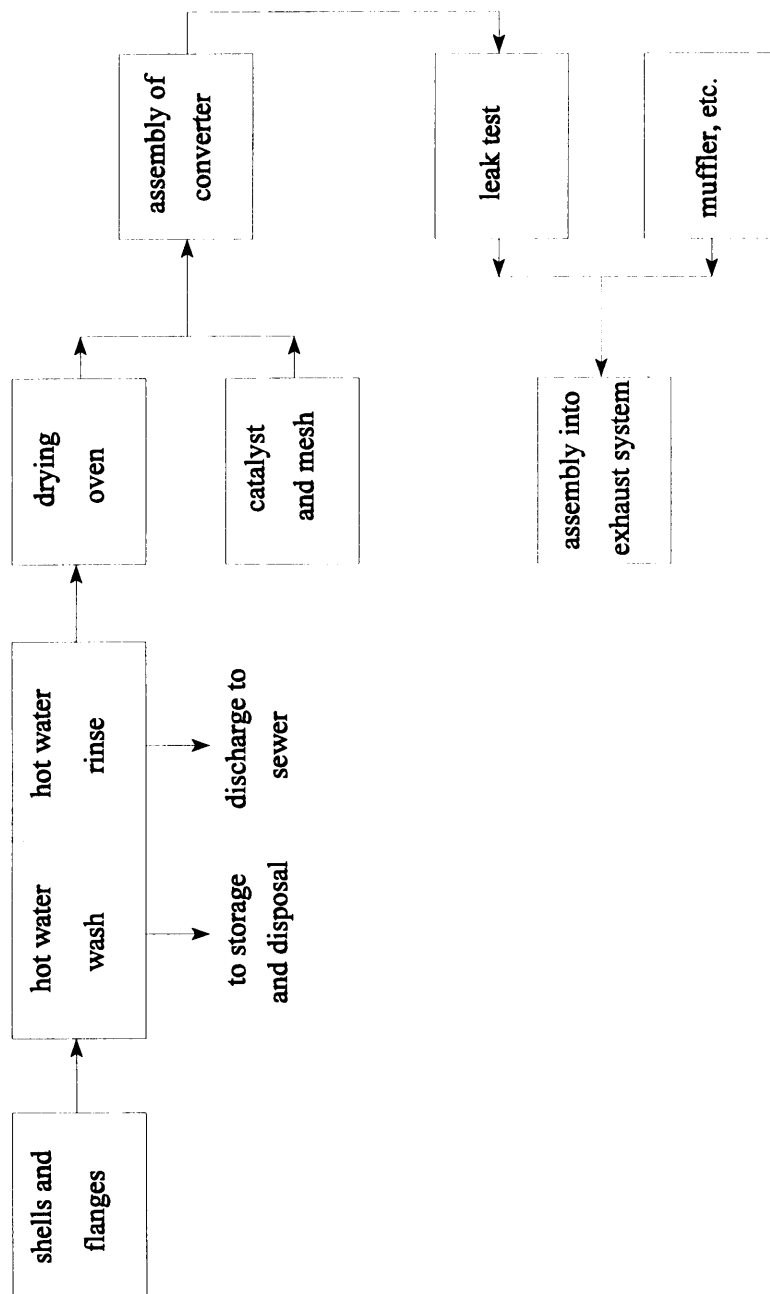 shells and
flanges
hot water
wash
hot water
rinse
to storage
and disposal
discharge to
sewer
drying
oven
catalyst
and mesh
assembly of
converter
leak test
muffler, etc.
assembly into
exhaust system